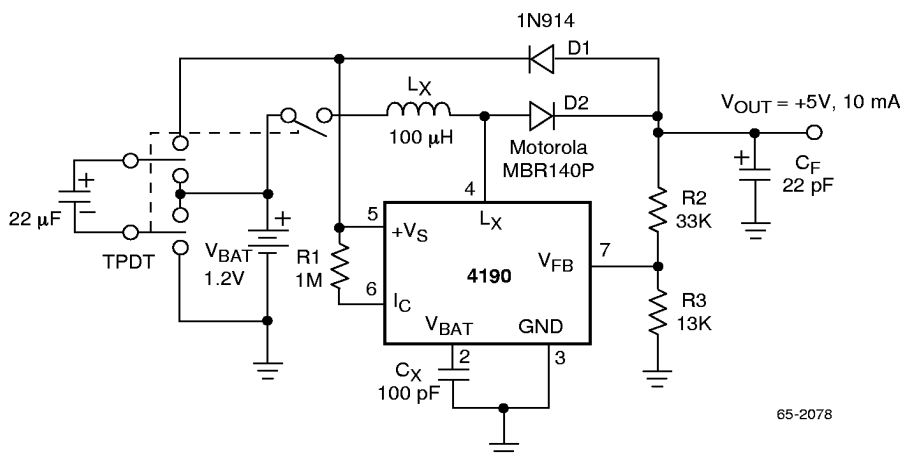 1N914
D1
LX
100 µH
D2
Motorola
MBR140P
VOUT = +5V, 10 mA
+
CF
22 pF
+
22 µF
−
TPDT
+
VBAT
1.2V
R1
1M
4
LX
5
+VS
4190
6
IC
VFB
7
VBAT
GND
2
3
CX
100 pF
R2
33K
R3
13K
65-2078